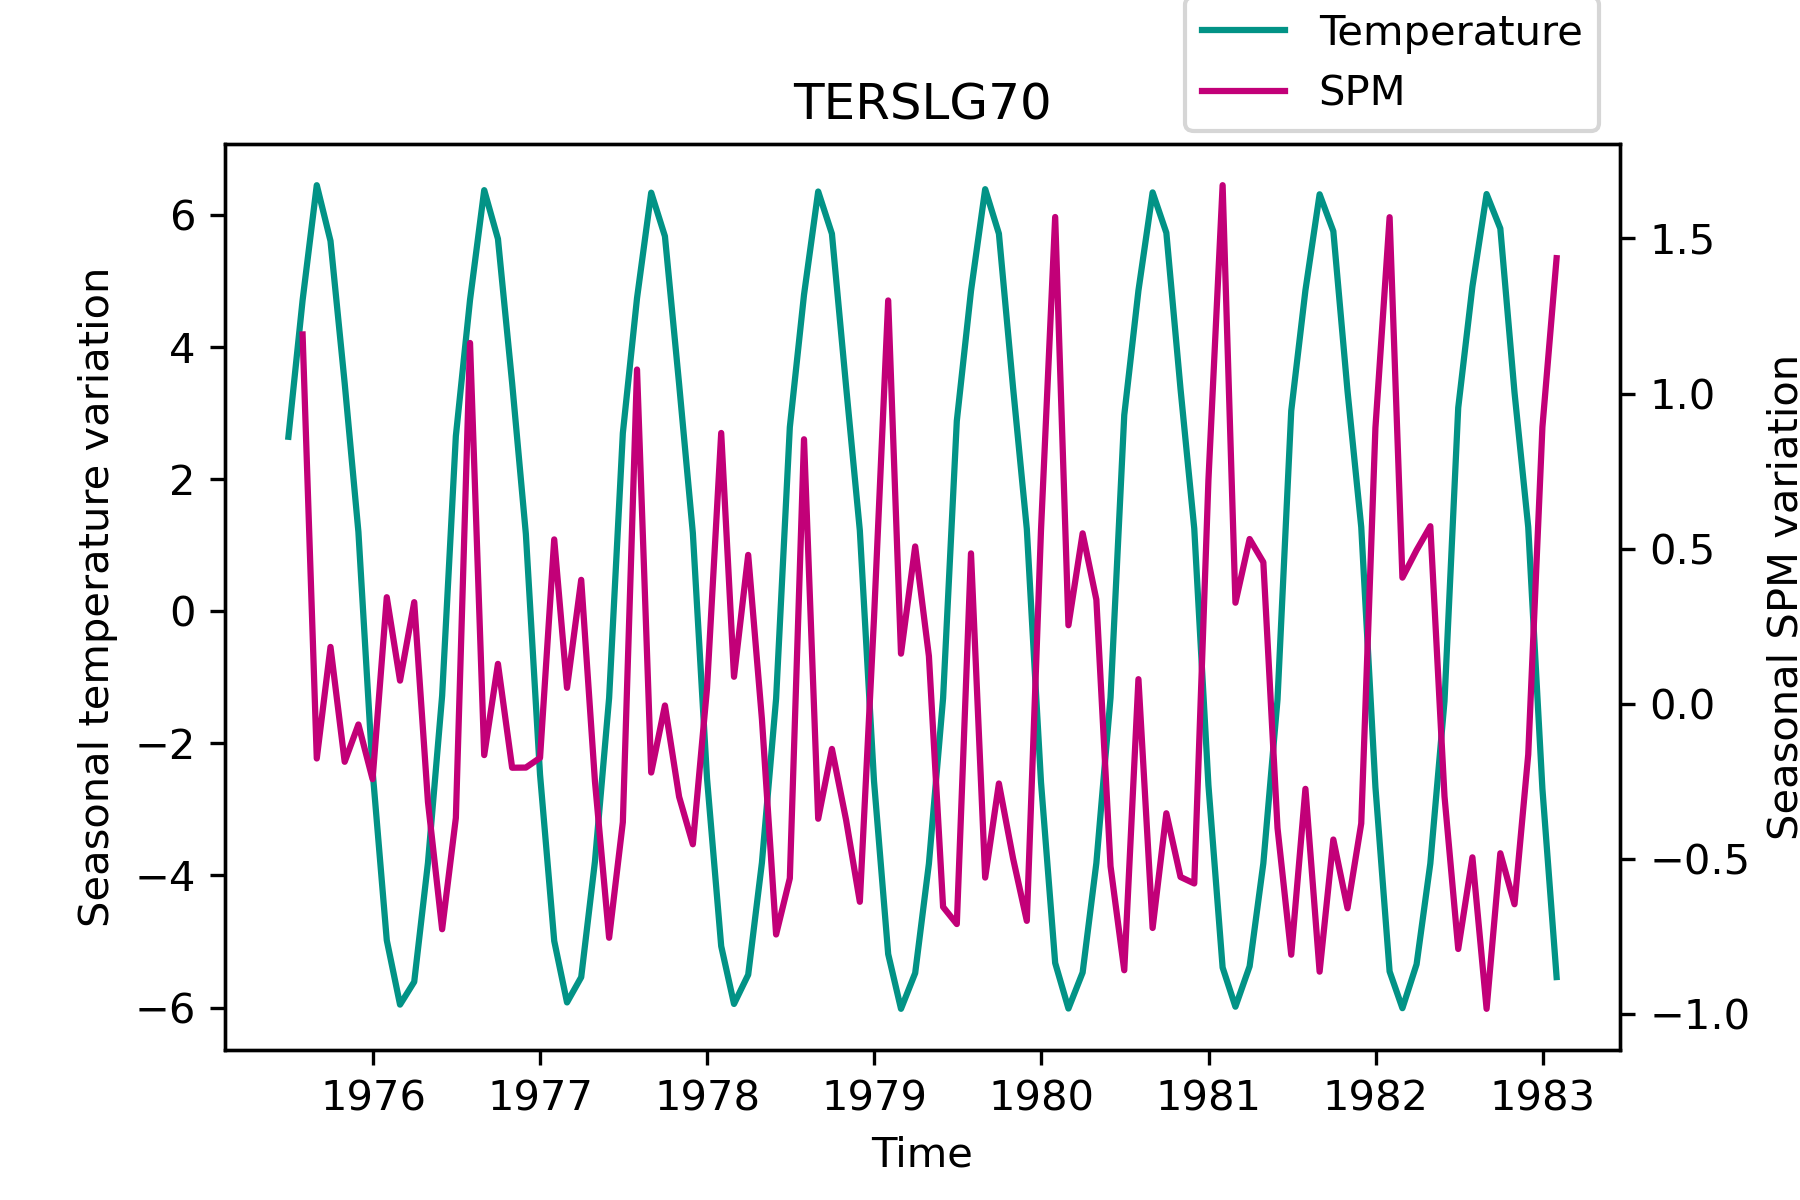 Temperature
SPM
TERSLG70
Seasonal temperature variation
6
4
2
0
−2
−4
−6
1.5
1.0
0.5
0.0
−0.5
−1.0
Seasonal SPM variation
1976 1977 1978 1979 1980 1981 1982 1983
Time